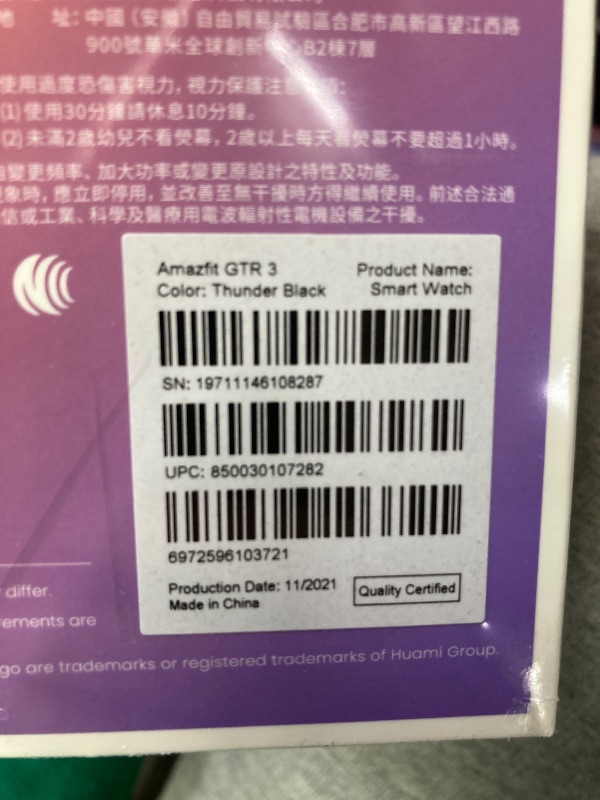 址：中國（安徽）自由貿易試驗區合肥市高新區望江西路
900號華米全球創新 B2棟7層
使用過度恐傷害視力，視力保護注意 項：
(1)使用30分鐘請休息10分鐘。
(2)未滿2歲幼兒不看熒幕，2歲以上每天看熒幕不要超過1小時。
變更頻率、加大功率或變更原設計之特性及功能。
象時，應立即停用，並改善至無干擾時方得繼續使用。前述合法通
信或工業、科學及醫療用電波輻射性電機設備之干擾。
Amazfit GTR 3
Color: Thunder Black
Product Name:
Smart Watch
SN: 19711146108287
UPC: 850030107282
6972596103721
Production Date: 11/2021
Made in China
Quality Certified
differ.
rements are
go are trademarks or registered trademarks of Huami Group.